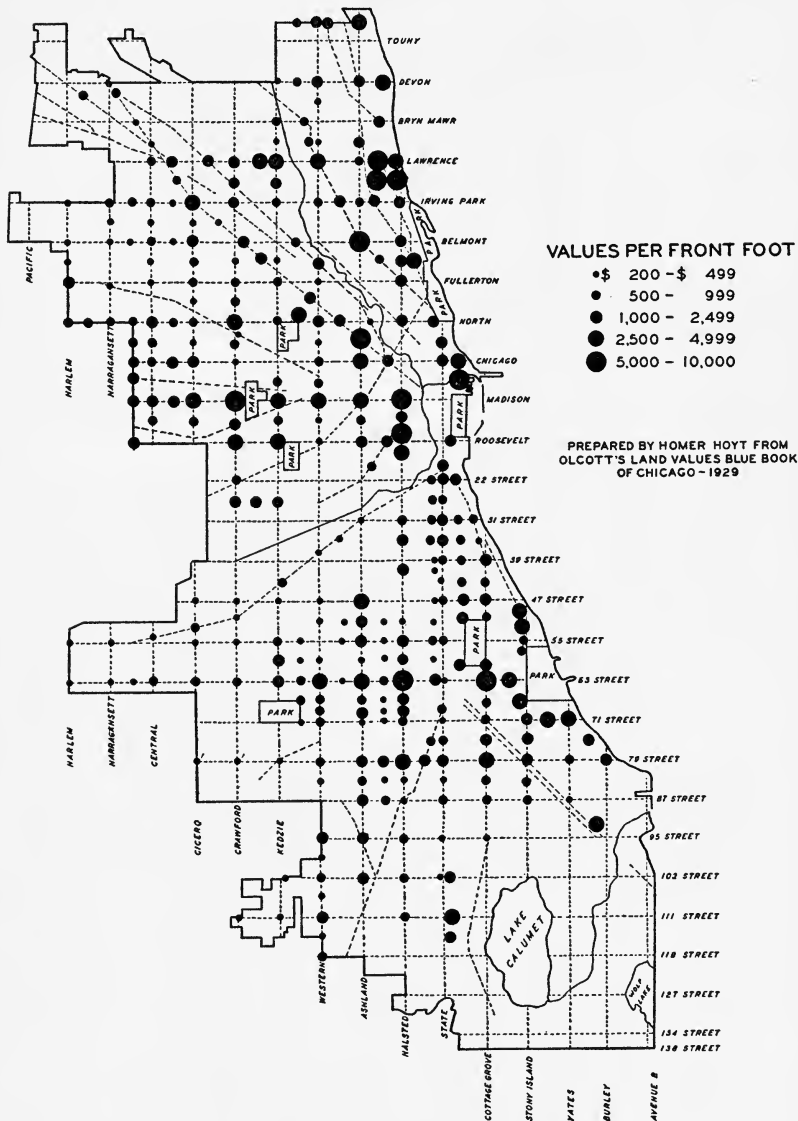 TOUHY
DEVON
BRYN MAWR
LAWRENCE
IRVING PARK
BELMONT
FULLERTON
NORTH
CHICAGO
MADISON
ROOSEVELT
22 STREET
31 STREET
39 STREET
47 STREET
55 STREET
63 STREET
71 STREET
79 STREET
87 STREET
95 STREET
103 STREET
111 STREET
118 STREET
127 STREET
134 STREET
138 STREET
VALUES PER FRONT FOOT
$ 200 - $ 499
500 - 999
1,000 - 2,499
2,500 - 4,999
5,000 - 10,000
PREPARED BY HOMER HOYT FROM
OLCOTT'S LAND VALUES BLUE BOOK
OF CHICAGO - 1929
PACIFIC
HARLEM
NARRAGANSETT
PARK
PARK
PARK
PARK
PARK
PARK
PARK
PARK
PARK
HARLEM
NARRAGANSETT
CENTRAL
CICERO
CRAWFORD
KEDZIE
WESTERN
ASHLAND
HALSTED
STATE
COTTAGE GROVE
STONY ISLAND
YATES
BURLEY
AVENUE B
LAKE
CALUMET
WOLF
LAKE